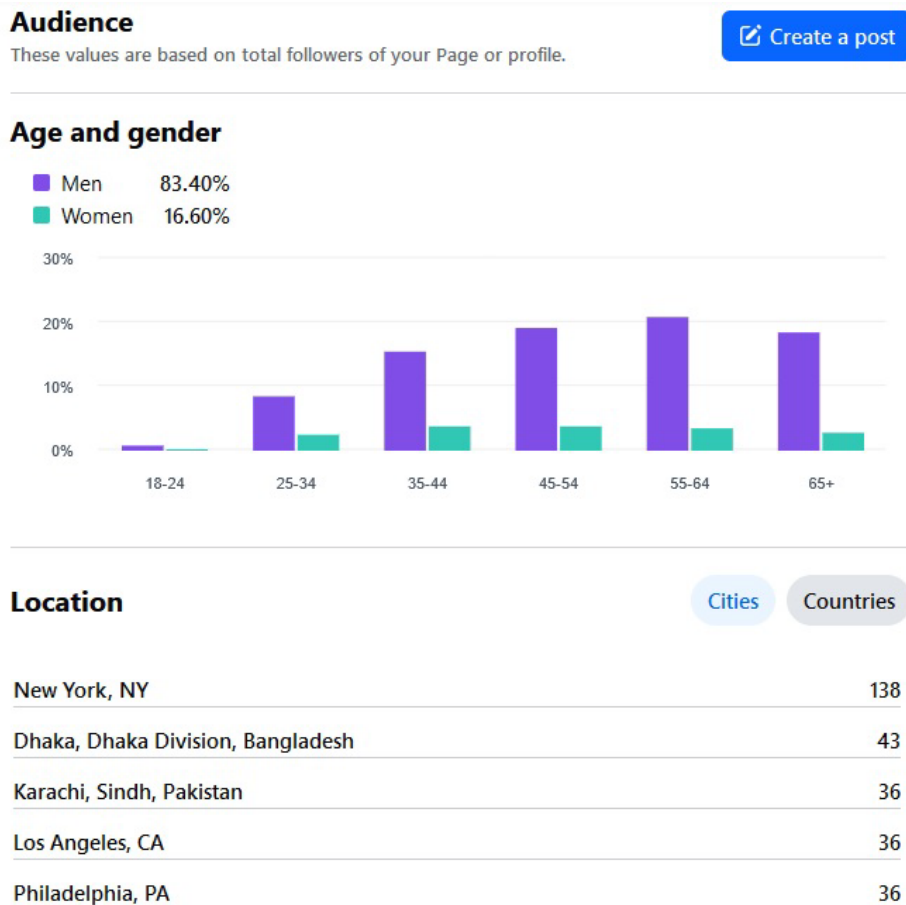 Audience
These values are based on total followers of your Page or profile.
Create a post
Age and gender
Men 83.40%
Women 16.60%
30%
20%
10%
0%
18-24 25-34 35-44 45-54 55-64 65+
Location
Cities Countries
New York, NY 138
Dhaka, Dhaka Division, Bangladesh 43
Karachi, Sindh, Pakistan 36
Los Angeles, CA 36
Philadelphia, PA 36